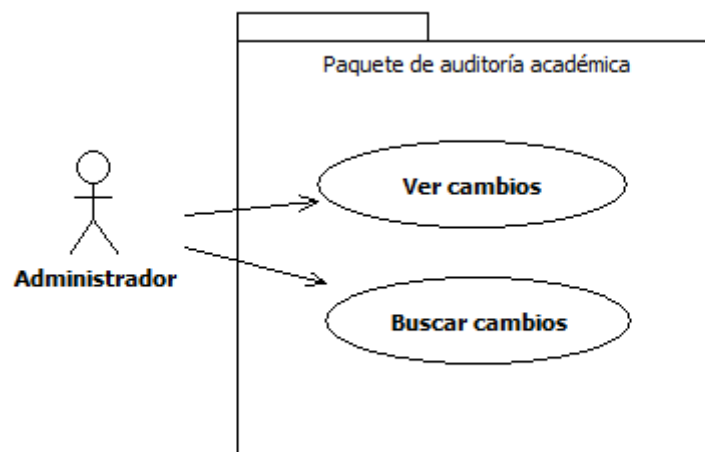 Paquete de auditoría académica
Ver cambios
Administrador
Buscar cambios